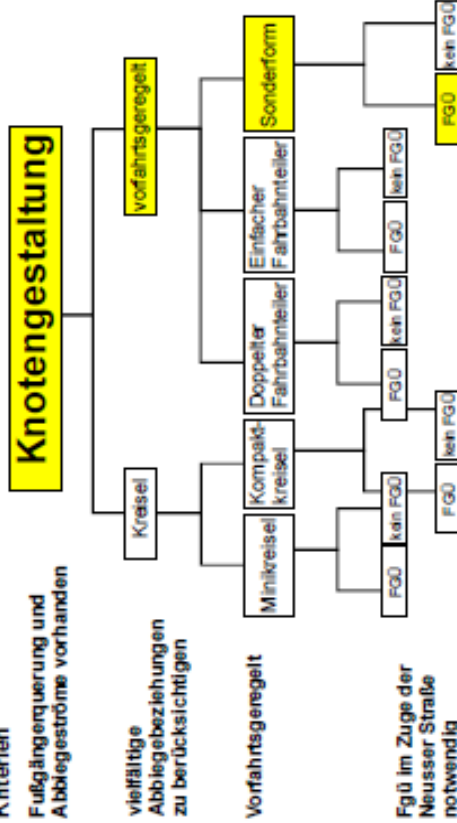 Kriterien
Knotengestaltung
Fußgängerquerung und
Abbiegeströme vorhanden
Kreisel
vorfahrtsgeregelt
vielfältige
Abbiegebeziehungen
zu berücksichtigen
Minikreisel
Kompakt-
kreisel
Doppelter
Fahrbahnteiler
Einfacher
Fahrbahnteiler
Sonderform
Vorfahrtsgeregelt
FGÜ
kein FGÜ
FGÜ
kein FGÜ
FGÜ
kein FGÜ
Fgü im Zuge der
Neusser Straße
notwendig
FGÜ
kein FGÜ
FGÜ
kein FGÜ